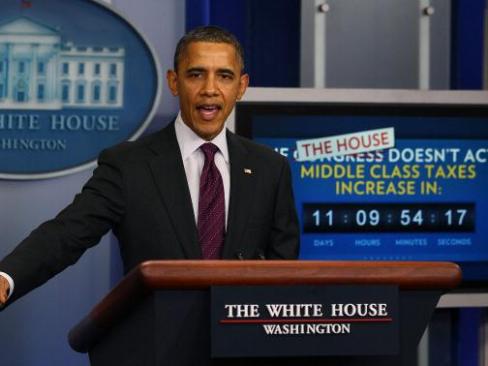 WHITE HOUSE
WASHINGTON
THE HOUSE
DOESN'T ACT
MIDDLE CLASS TAXES
INCREASE IN:
11:09:54:17
DAYS HOURS MINUTES SECONDS
THE WHITE HOUSE
WASHINGTON